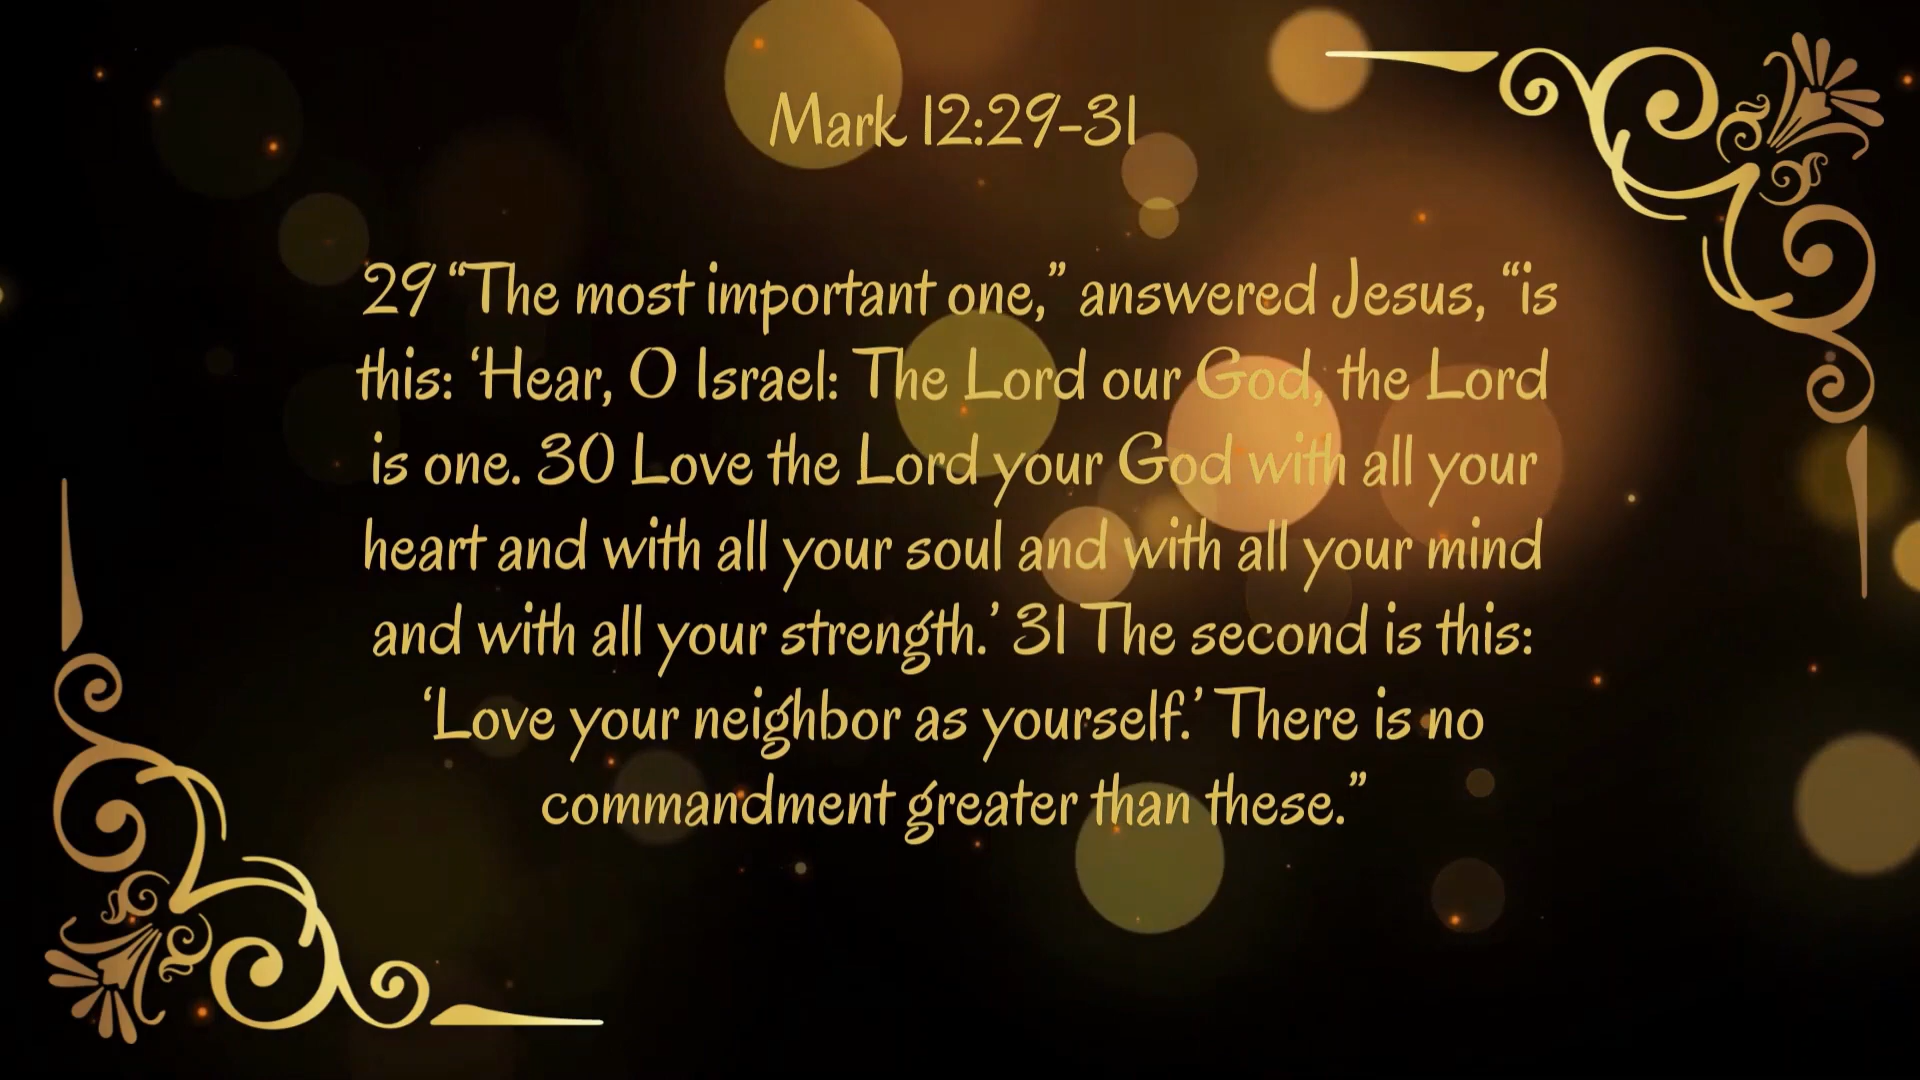 Mark 12:29-31
29 “The most important one,” answered Jesus, “is
this: ‘Hear, O Israel: The Lord our God, the Lord
is one. 30 Love the Lord your God with all your
heart and with all your soul and with all your mind
and with all your strength.’ 31 The second is this:
‘Love your neighbor as yourself.’ There is no
commandment greater than these.”